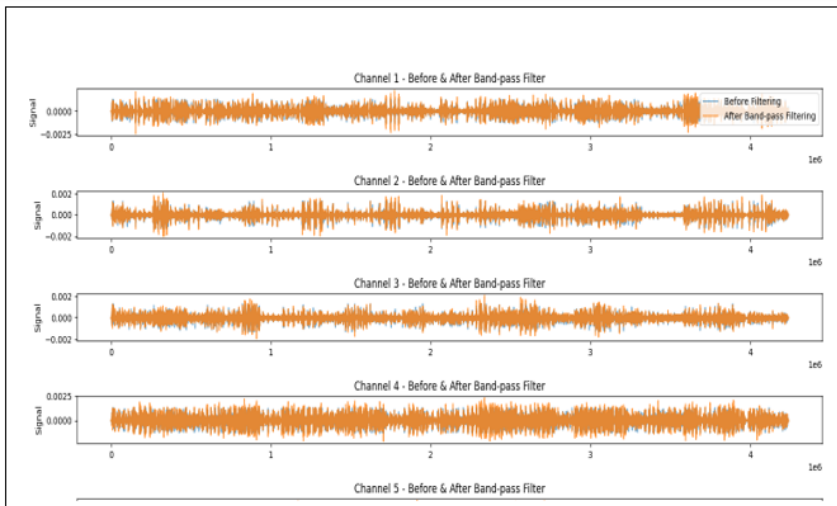 Channel 1 - Before & After Band-pass Filter
Signal
0.0000
−0.0025
Before Filtering
After Band-pass Filtering
0 1 2 3 4
1e6
Channel 2 - Before & After Band-pass Filter
Signal
0.002
0.000
−0.002
0 1 2 3 4
1e6
Channel 3 - Before & After Band-pass Filter
Signal
0.002
0.000
−0.002
0 1 2 3 4
1e6
Channel 4 - Before & After Band-pass Filter
Signal
0.0025
0.0000
0 1 2 3 4
1e6
Channel 5 - Before & After Band-pass Filter